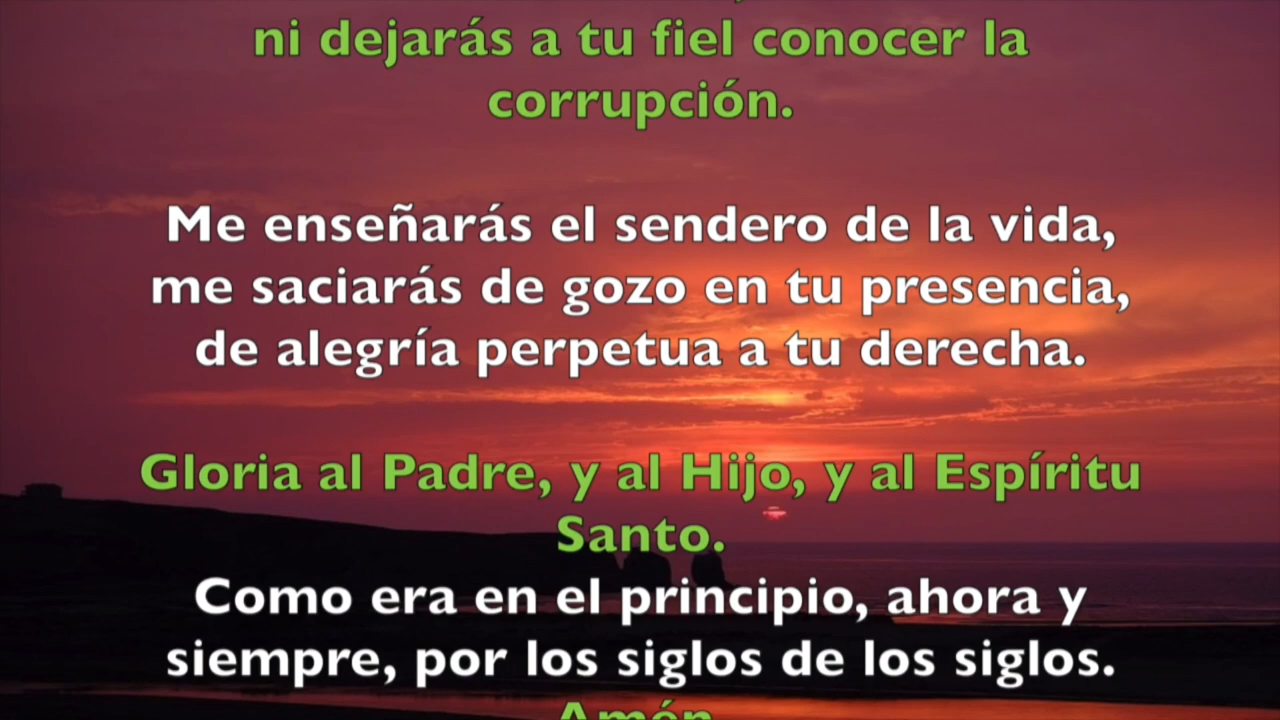 ni dejarás a tu fiel conocer la
corrupción.
Me enseñarás el sendero de la vida,
me saciarás de gozo en tu presencia,
de alegría perpetua a tu derecha.
Gloria al Padre, y al Hijo, y al Espíritu
Santo.
Como era en el principio, ahora y
siempre, por los siglos de los siglos.
Amén